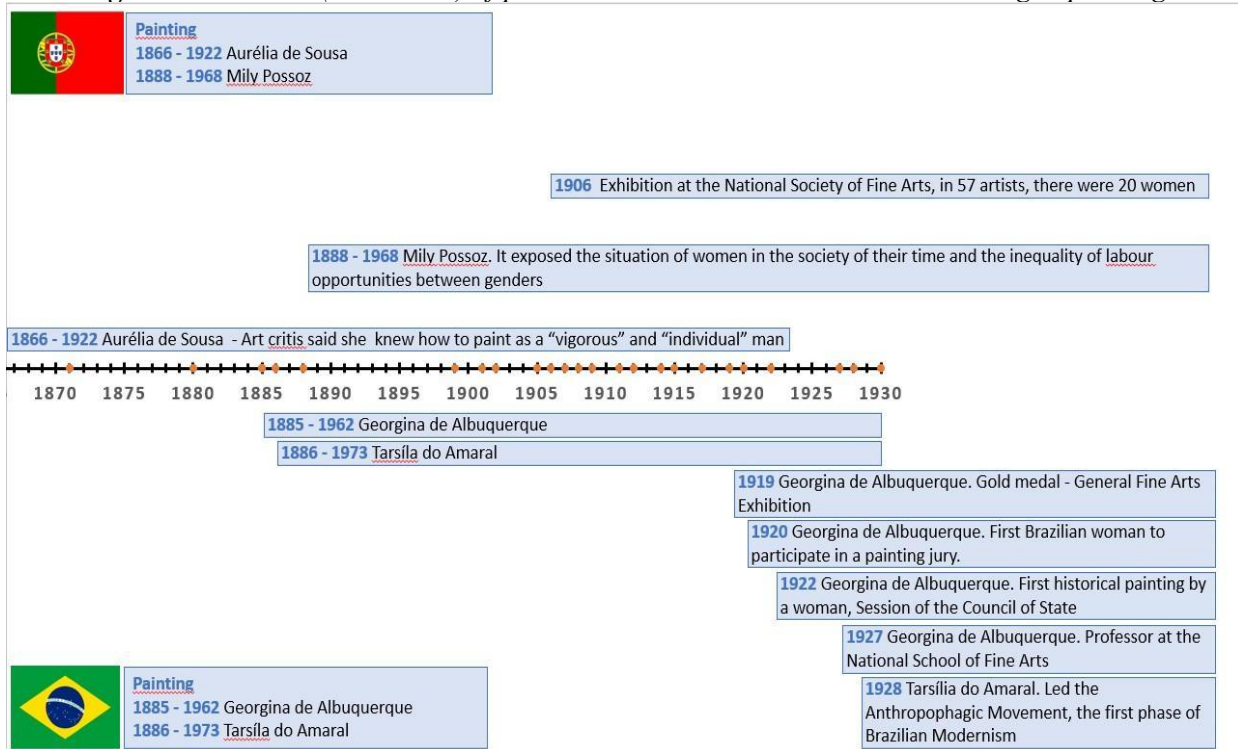 Painting
1866 - 1922 Aurélia de Sousa
1888 - 1968 Mily Possoz
1906 Exhibition at the National Society of Fine Arts, in 57 artists, there were 20 women
1888 - 1968 Mily Possoz. It exposed the situation of women in the society of their time and the inequality of labour
opportunities between genders
1866 - 1922 Aurélia de Sousa - Art critis said she knew how to paint as a “vigorous” and “individual” man
1870 1875 1880 1885 1890 1895 1900 1905 1910 1915 1920 1925 1930
1885 - 1962 Georgina de Albuquerque
1886 - 1973 Tarsíla do Amaral
1919 Georgina de Albuquerque. Gold medal - General Fine Arts
Exhibition
1920 Georgina de Albuquerque. First Brazilian woman to
participate in a painting jury.
1922 Georgina de Albuquerque. First historical painting by
a woman, Session of the Council of State
1927 Georgina de Albuquerque. Professor at the
National School of Fine Arts
1928 Tarsília do Amaral. Led the
Anthropophagic Movement, the first phase of
Brazilian Modernism
Painting
1885 - 1962 Georgina de Albuquerque
1886 - 1973 Tarsíla do Amaral